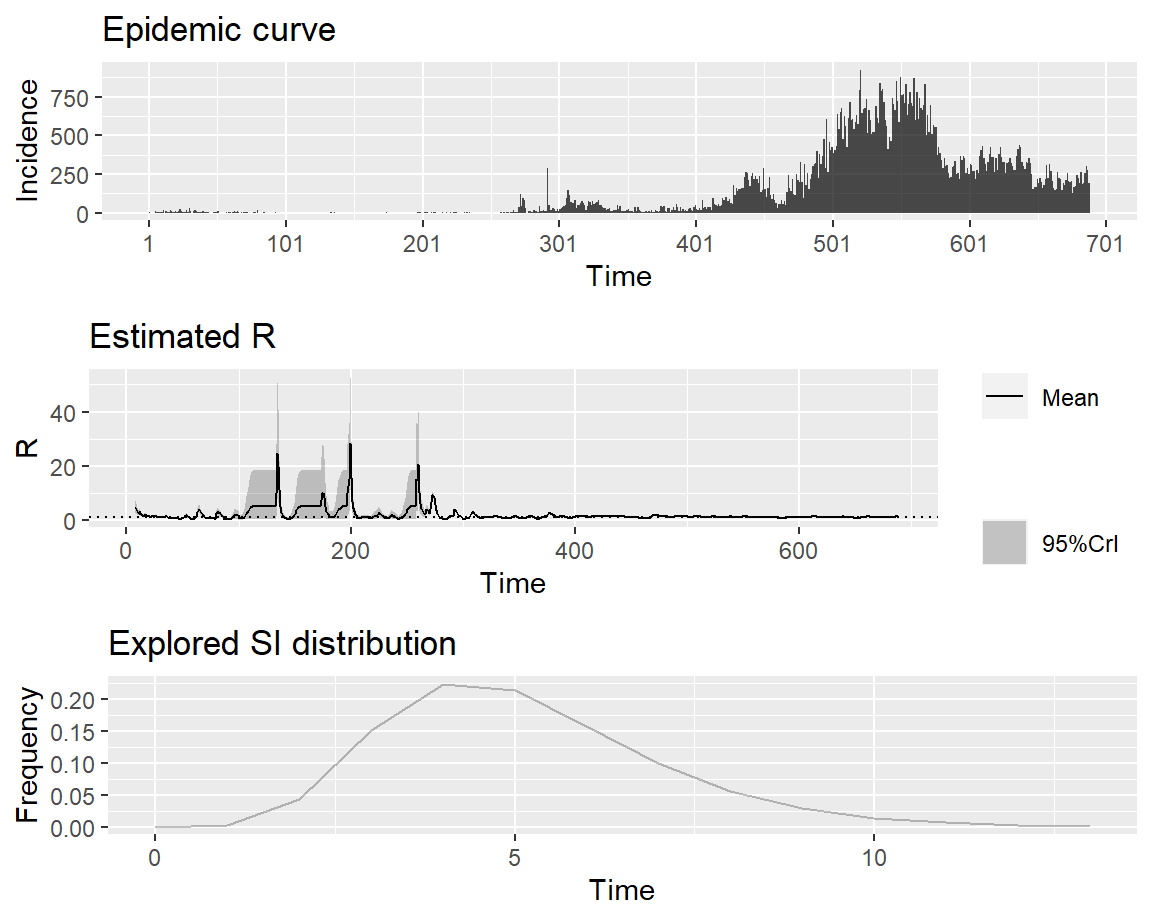 Epidemic curve
Incidence
750
500
250
0
1 101 201 301 401 501 601 701
Time
Estimated R
R
40
20
0
0 200 400 600
Time
Mean
95%CrI
Explored SI distribution
Frequency
0.20
0.15
0.10
0.05
0.00
0 5 10
Time